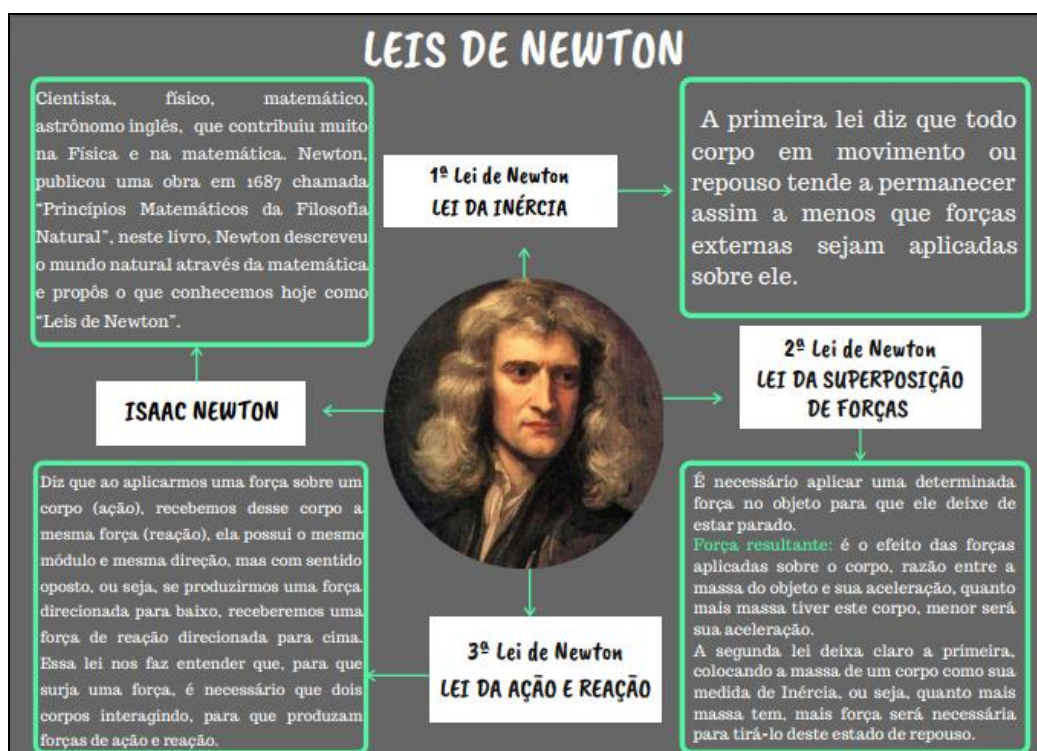 LEIS DE NEWTON
Cientista, físico, matemático,
astrônomo inglês, que contribuiu muito
na Física e na matemática. Newton,
publicou uma obra em 1687 chamada
“Princípios Matemáticos da Filosofia
Natural”, neste livro, Newton descreveu
o mundo natural através da matemática
e propôs o que conhecemos hoje como
“Leis de Newton”.
1ª Lei de Newton
LEI DA INÉRCIA
A primeira lei diz que todo
corpo em movimento ou
repouso tende a permanecer
assim a menos que forças
externas sejam aplicadas
sobre ele.
ISAAC NEWTON
2ª Lei de Newton
LEI DA SUPERPOSIÇÃO
DE FORÇAS
Diz que ao aplicarmos uma força sobre um
corpo (ação), recebemos desse corpo a
mesma força (reação), ela possui o mesmo
módulo e mesma direção, mas com sentido
oposto, ou seja, se produzirmos uma força
direcionada para baixo, receberemos uma
força de reação direcionada para cima.
Essa lei nos faz entender que, para que
surja uma força, é necessário que dois
corpos interagindo, para que produzam
forças de ação e reação.
3ª Lei de Newton
LEI DA AÇÃO E REAÇÃO
É necessário aplicar uma determinada
força no objeto para que ele deixe de
estar parado.
Força resultante: é o efeito das forças
aplicadas sobre o corpo, razão entre a
massa do objeto e sua aceleração, quanto
mais massa tiver este corpo, menor será
sua aceleração.
A segunda lei deixa claro a primeira,
colocando a massa de um corpo como sua
medida de Inércia, ou seja, quanto mais
massa tem, mais força será necessária
para tirá-lo deste estado de repouso.